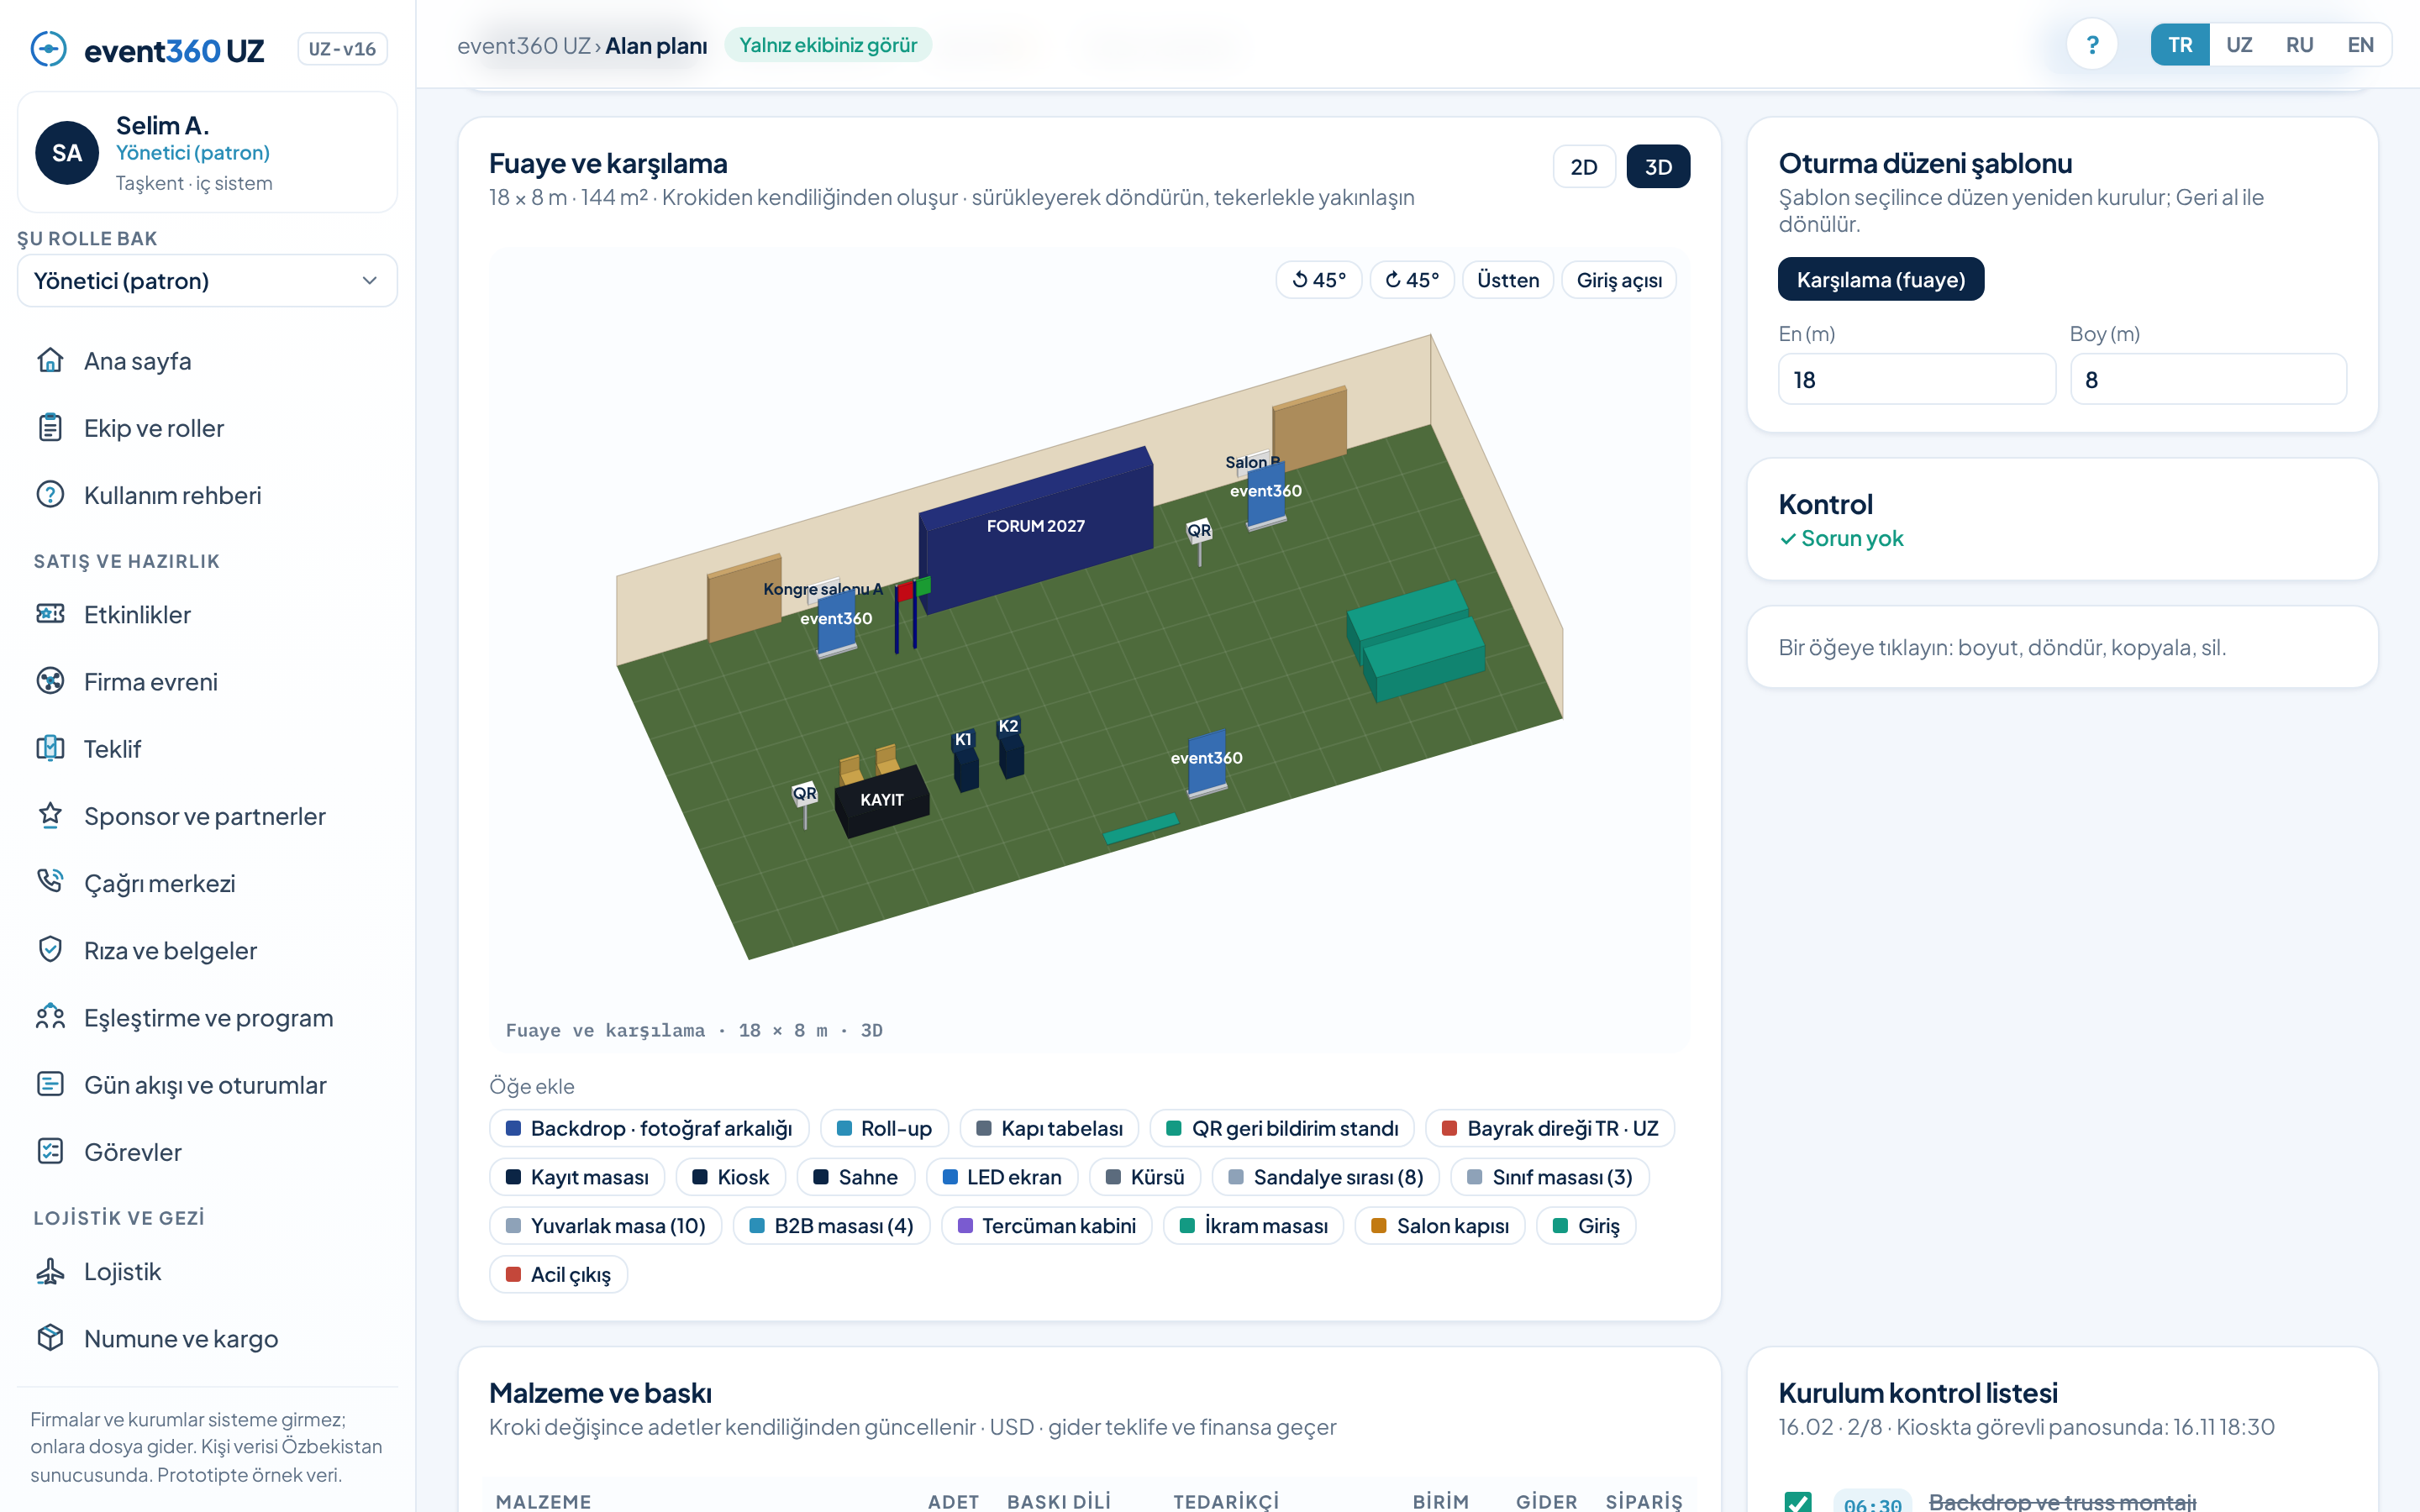 event360 UZ
UZ-v16
SA
Selim A.
Yönetici (patron)
Taşkent · iç sistem
ŞU ROLLE BAK
Yönetici (patron)
Ana sayfa
Ekip ve roller
Kullanım rehberi
SATIŞ VE HAZIRLIK
Etkinlikler
Firma evreni
Teklif
Sponsor ve partnerler
Çağrı merkezi
Rıza ve belgeler
Eşleştirme ve program
Gün akışı ve oturumlar
Görevler
LOJİSTİK VE GEZİ
Lojistik
Numune ve kargo
Firmalar ve kurumlar sisteme girmez;
onlara dosya gider. Kişi verisi Özbekistan
sunucusunda. Prototipte örnek veri.
event360 UZ › Alan planı
Yalnız ekibiniz görür
?
TR UZ RU EN
Fuaye ve karşılama
18 × 8 m · 144 m² · Krokiden kendiliğinden oluşur · sürükleyerek döndürün, tekerlekle yakınlaşın
2D 3D
↺ 45° ↻ 45° Üstten Giriş açısı
Salon B
event360
FORUM 2027
QR
Kongre salonu A
event360
K1
K2
event360
QR
KAYIT
Fuaye ve karşılama · 18 × 8 m · 3D
Öğe ekle
Backdrop · fotoğraf arkalığı Roll-up Kapı tabelası QR geri bildirim standı Bayrak direği TR · UZ
Kayıt masası Kiosk Sahne LED ekran Kürsü Sandalye sırası (8) Sınıf masası (3)
Yuvarlak masa (10) B2B masası (4) Tercüman kabini İkram masası Salon kapısı Giriş
Acil çıkış
Oturma düzeni şablonu
Şablon seçilince düzen yeniden kurulur; Geri al ile
dönülür.
Karşılama (fuaye)
En (m) Boy (m)
18 8
Kontrol
✓ Sorun yok
Bir öğeye tıklayın: boyut, döndür, kopyala, sil.
Malzeme ve baskı
Kroki değişince adetler kendiliğinden güncellenir · USD · gider teklife ve finansa geçer
MALZEME ADET BASKI DİLİ TEDARİKÇİ BİRİM GİDER SİPARİŞ
Kurulum kontrol listesi
16.02 · 2/8 · Kioskta görevli panosunda: 16.11 18:30
06:30 Backdrop ve truss montajı